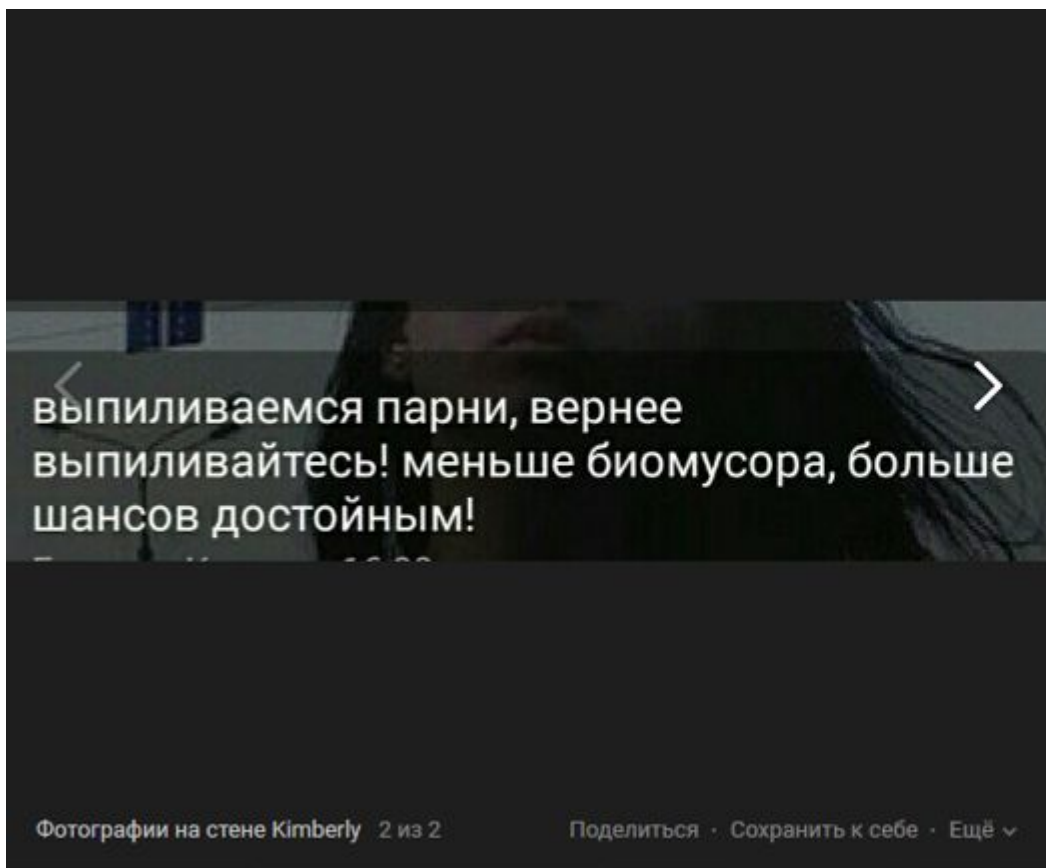 выпиливаемся парни, вернее
выпиливайтесь! меньше биомусора, больше
шансов достойным!
Фотографии на стене Kimberly 2 из 2 Поделиться · Сохранить к себе · Ещё